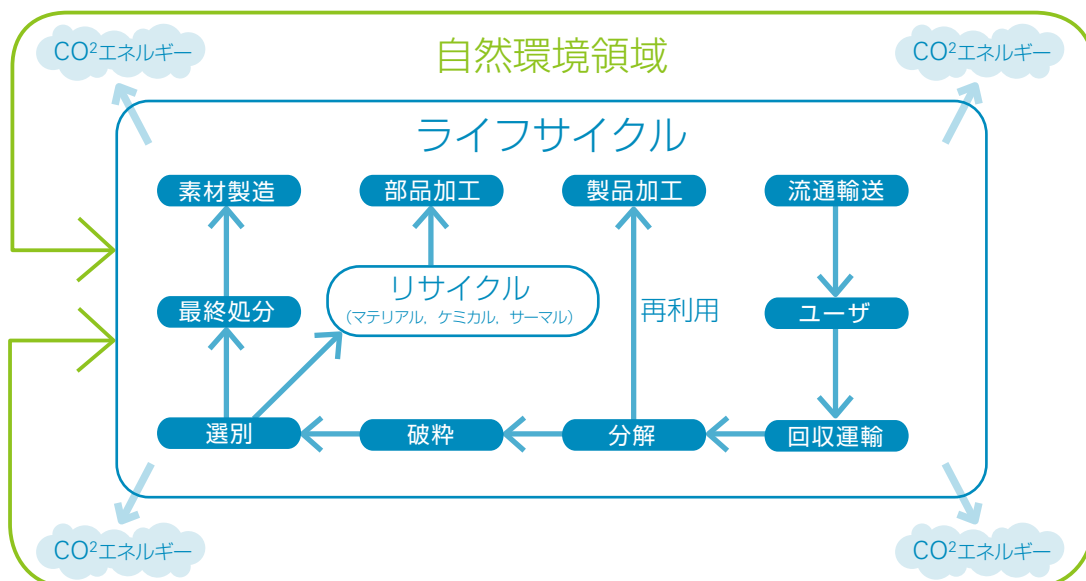 CO²エネルギー
自然環境領域
CO²エネルギー
ライフサイクル
素材製造
部品加工
製品加工
流通輸送
リサイクル
(マテリアル,ケミカル,サーマル)
最終処分
再利用
ユーザ
選別
破粋
分解
回収運輸
CO²エネルギー
CO²エネルギー